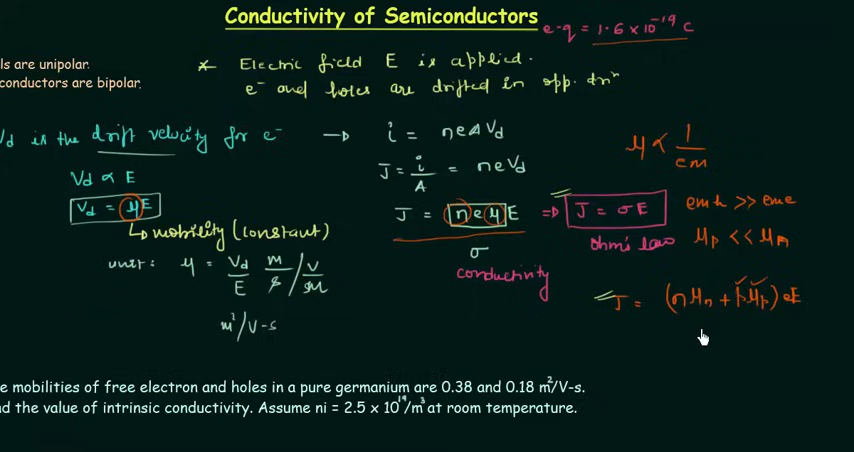 Conductivity of Semiconductors
e-q = 1.6 x 10⁻¹⁹ C
ls are unipolar.
conductors are bipolar.
* Electric field E is applied.
e⁻ and holes are drifted in opp. drⁿ
Vd is the drift velocity for e⁻ → i = neAVd
Vd ∝ E
Vd = μE
↳ mobility (constant)
unit: μ = Vd/E m/s / V/m
m²/V-s
J = i/A = neVd
J = neμE ⇒ J = σE
σ
conductivity
ohm's law
μ ∝ 1/em
emh >> eme
μp << μn
J = (nμn + pμp) eE
e mobilities of free electron and holes in a pure germanium are 0.38 and 0.18 m²/V-s.
d the value of intrinsic conductivity. Assume ni = 2.5 x 10¹⁹/m³ at room temperature.